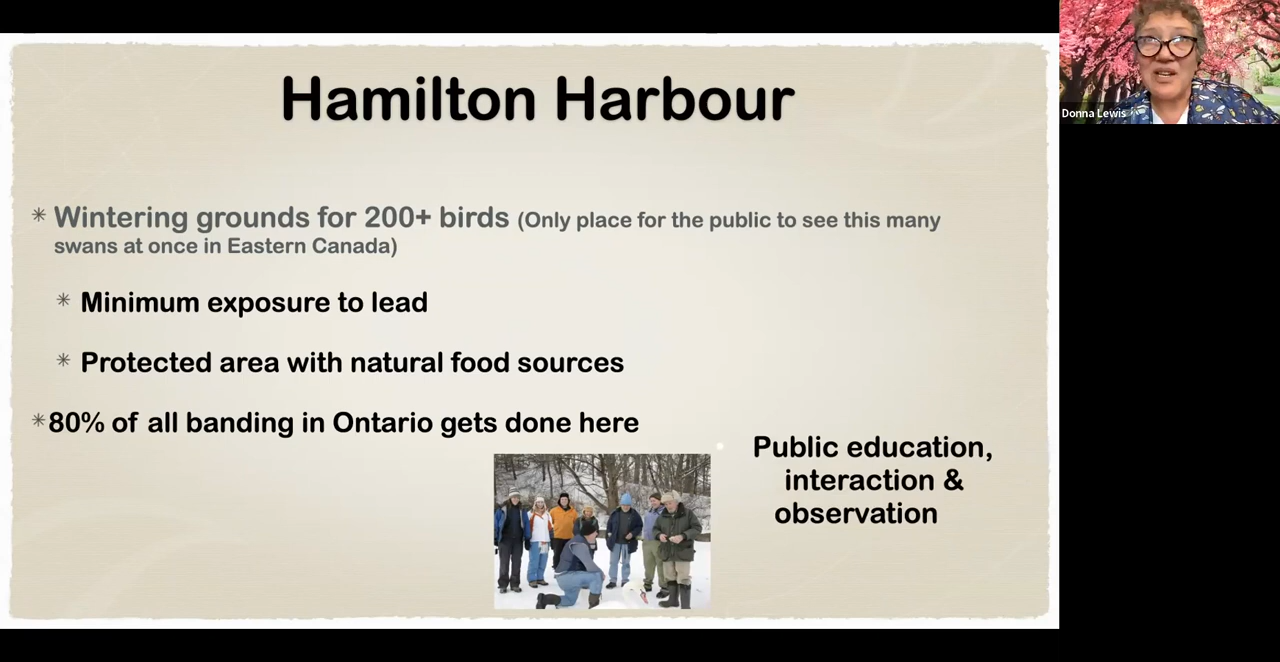 Hamilton Harbour
Wintering grounds for 200+ birds (Only place for the public to see this many
swans at once in Eastern Canada)
Minimum exposure to lead
Protected area with natural food sources
80% of all banding in Ontario gets done here
Public education,
interaction &
observation
Donna Lewis